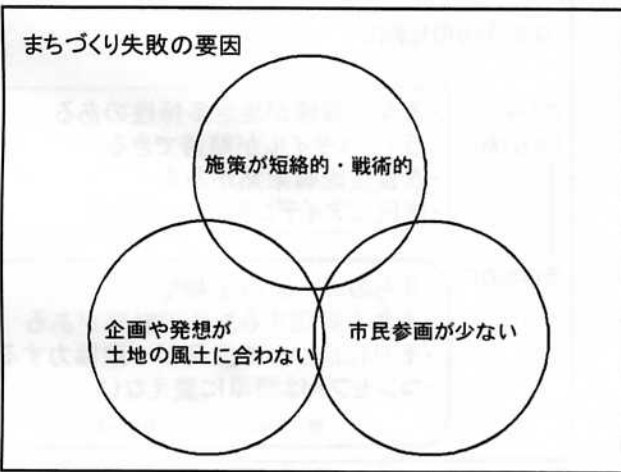 まちづくり失敗の要因
施策が短絡的・戦術的
企画や発想が
土地の風土に合わない
市民参画が少ない